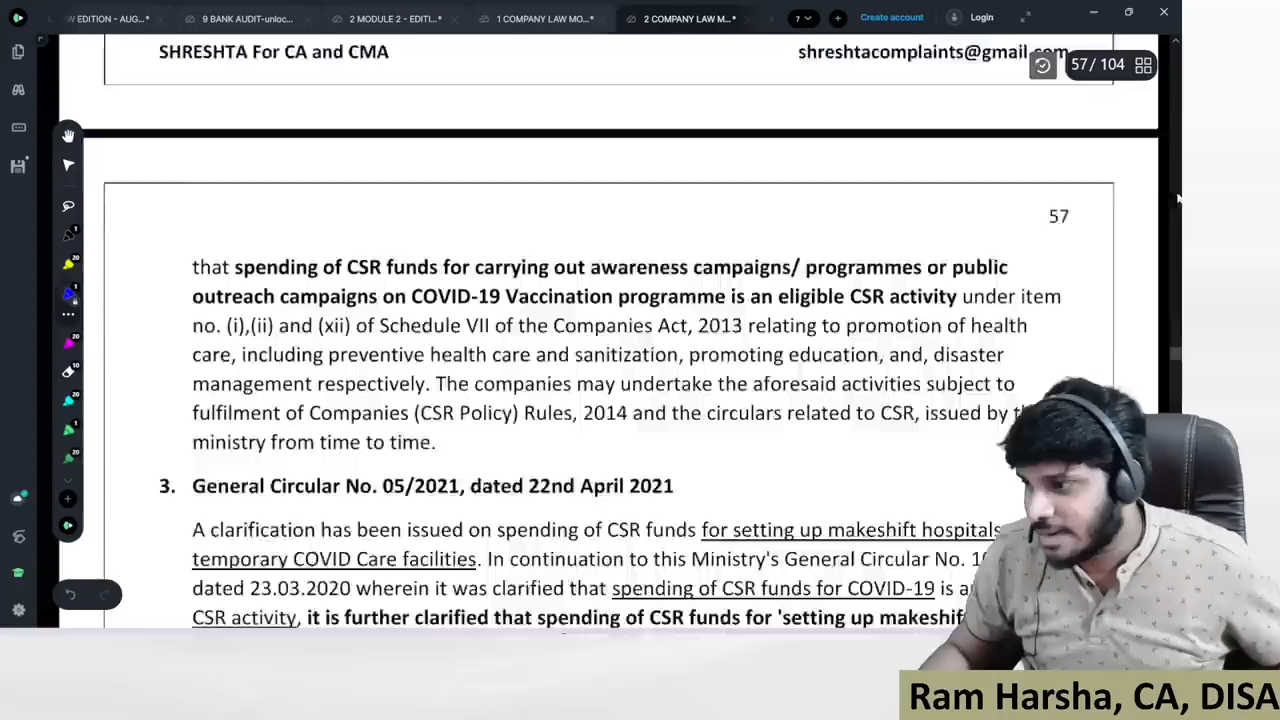 W EDITION - AUG...*
9 BANK AUDIT-unloc...
2 MODULE 2 - EDITI...*
1 COMPANY LAW MO...*
2 COMPANY LAW M...*
7
Create account
Login
SHRESHTA For CA and CMA
shreshtacomplaints@gmail.com
57 / 104
57
that spending of CSR funds for carrying out awareness campaigns/ programmes or public
outreach campaigns on COVID-19 Vaccination programme is an eligible CSR activity under item
no. (i),(ii) and (xii) of Schedule VII of the Companies Act, 2013 relating to promotion of health
care, including preventive health care and sanitization, promoting education, and, disaster
management respectively. The companies may undertake the aforesaid activities subject to
fulfilment of Companies (CSR Policy) Rules, 2014 and the circulars related to CSR, issued by
ministry from time to time.
3. General Circular No. 05/2021, dated 22nd April 2021
A clarification has been issued on spending of CSR funds for setting up makeshift hospitals
temporary COVID Care facilities. In continuation to this Ministry's General Circular No.
dated 23.03.2020 wherein it was clarified that spending of CSR funds for COVID-19 is
CSR activity, it is further clarified that spending of CSR funds for 'setting up makeshift
Ram Harsha, CA, DISA